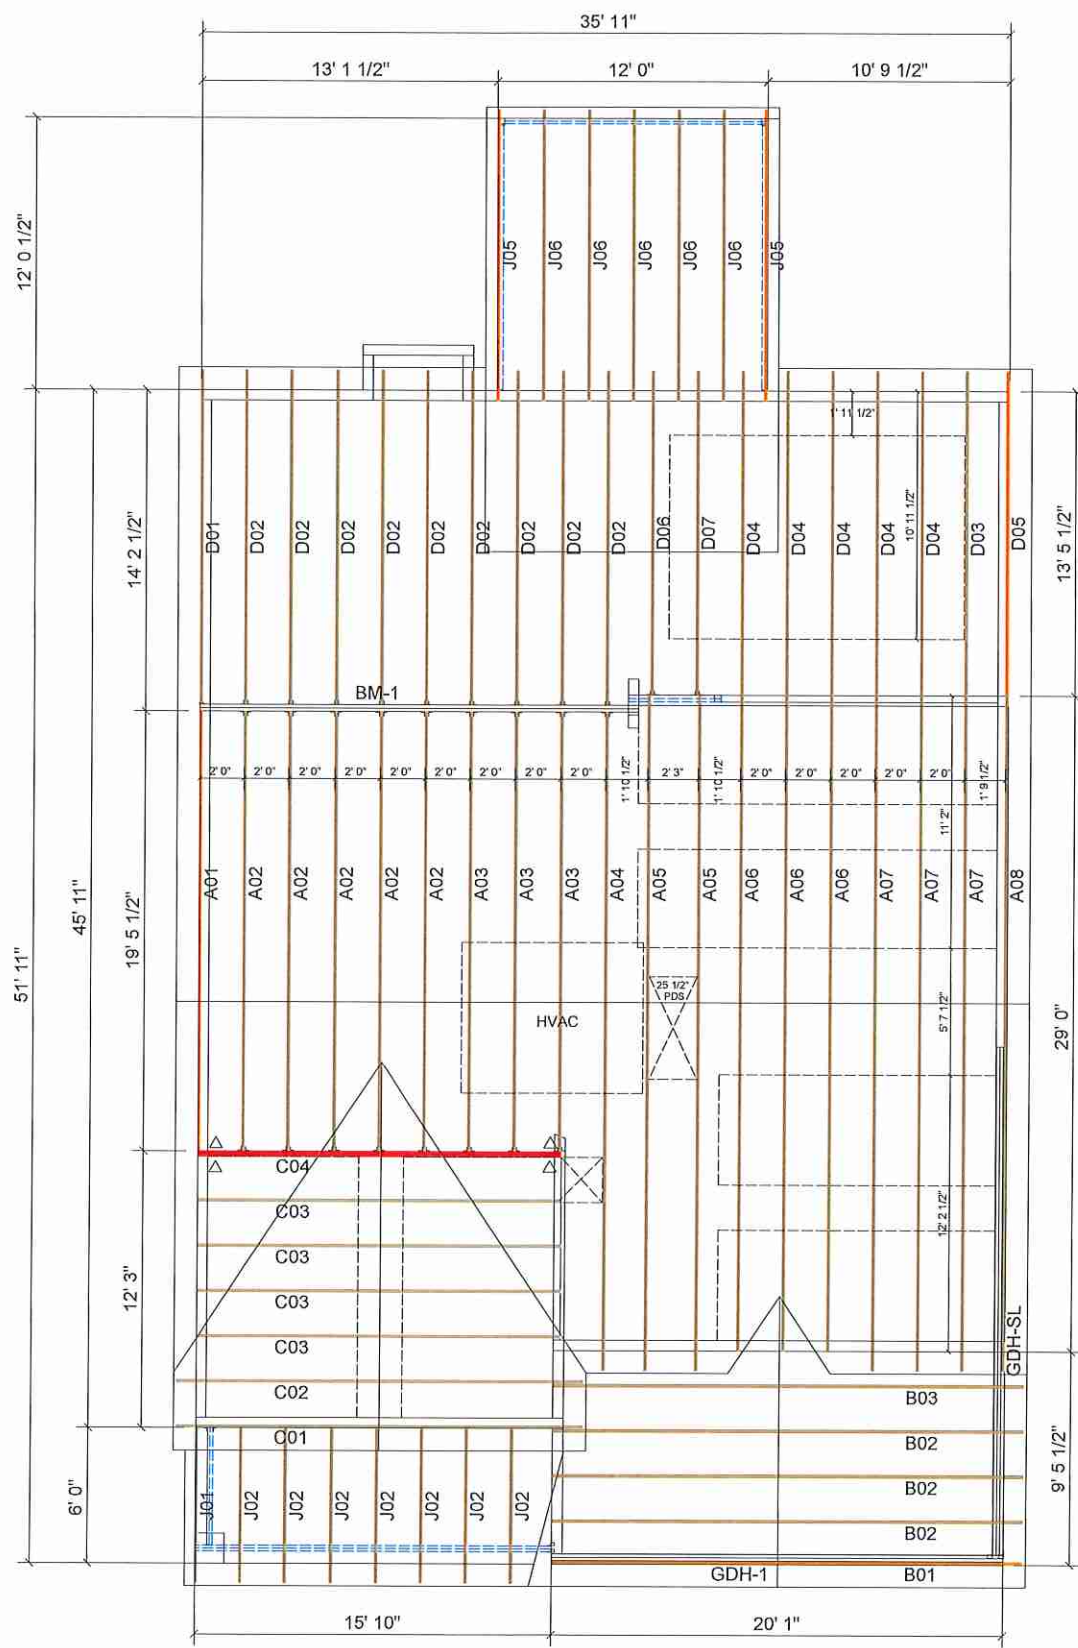 35' 11"
13' 1 1/2" 12' 0" 10' 9 1/2"
12' 0 1/2"
J05 J06 J06 J06 J06 J06 J05
1' 11 1/2"
10' 11 1/2"
14' 2 1/2"
13' 5 1/2"
D01 D02 D02 D02 D02 D02 D02 D02 D02 D02 D06 D07 D04 D04 D04 D04 D04 D03 D05
BM-1
2' 0" 2' 0" 2' 0" 2' 0" 2' 0" 2' 0" 2' 0" 2' 0" 2' 0" 1' 10 1/2" 2' 3" 1' 10 1/2" 2' 0" 2' 0" 2' 0" 2' 0" 2' 0" 1' 9 1/2"
11' 2"
A01 A02 A02 A02 A02 A02 A03 A03 A03 A04 A05 A05 A06 A06 A06 A07 A07 A07 A08
45' 11"
19' 5 1/2"
51' 11"
25 1/2"
PDS
HVAC
5' 7 1/2"
29' 0"
C04
C03
C03
C03
C03
C02
C01
12' 3"
12' 2 1/2"
GDH-SL
B03
B02
B02
B02
B01
GDH-1
9' 5 1/2"
6' 0"
J01 J02 J02 J02 J02 J02 J02 J02
15' 10" 20' 1"